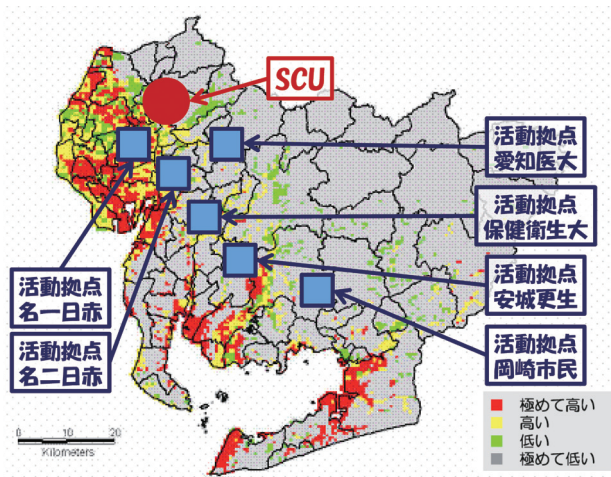 SCU
活動拠点
愛知医大
活動拠点
保健衛生大
活動拠点
安城更生
活動拠点
岡崎市民
活動拠点
名一日赤
活動拠点
名二日赤
極めて高い
高い
低い
極めて低い
10 0 10 20
Kilometers